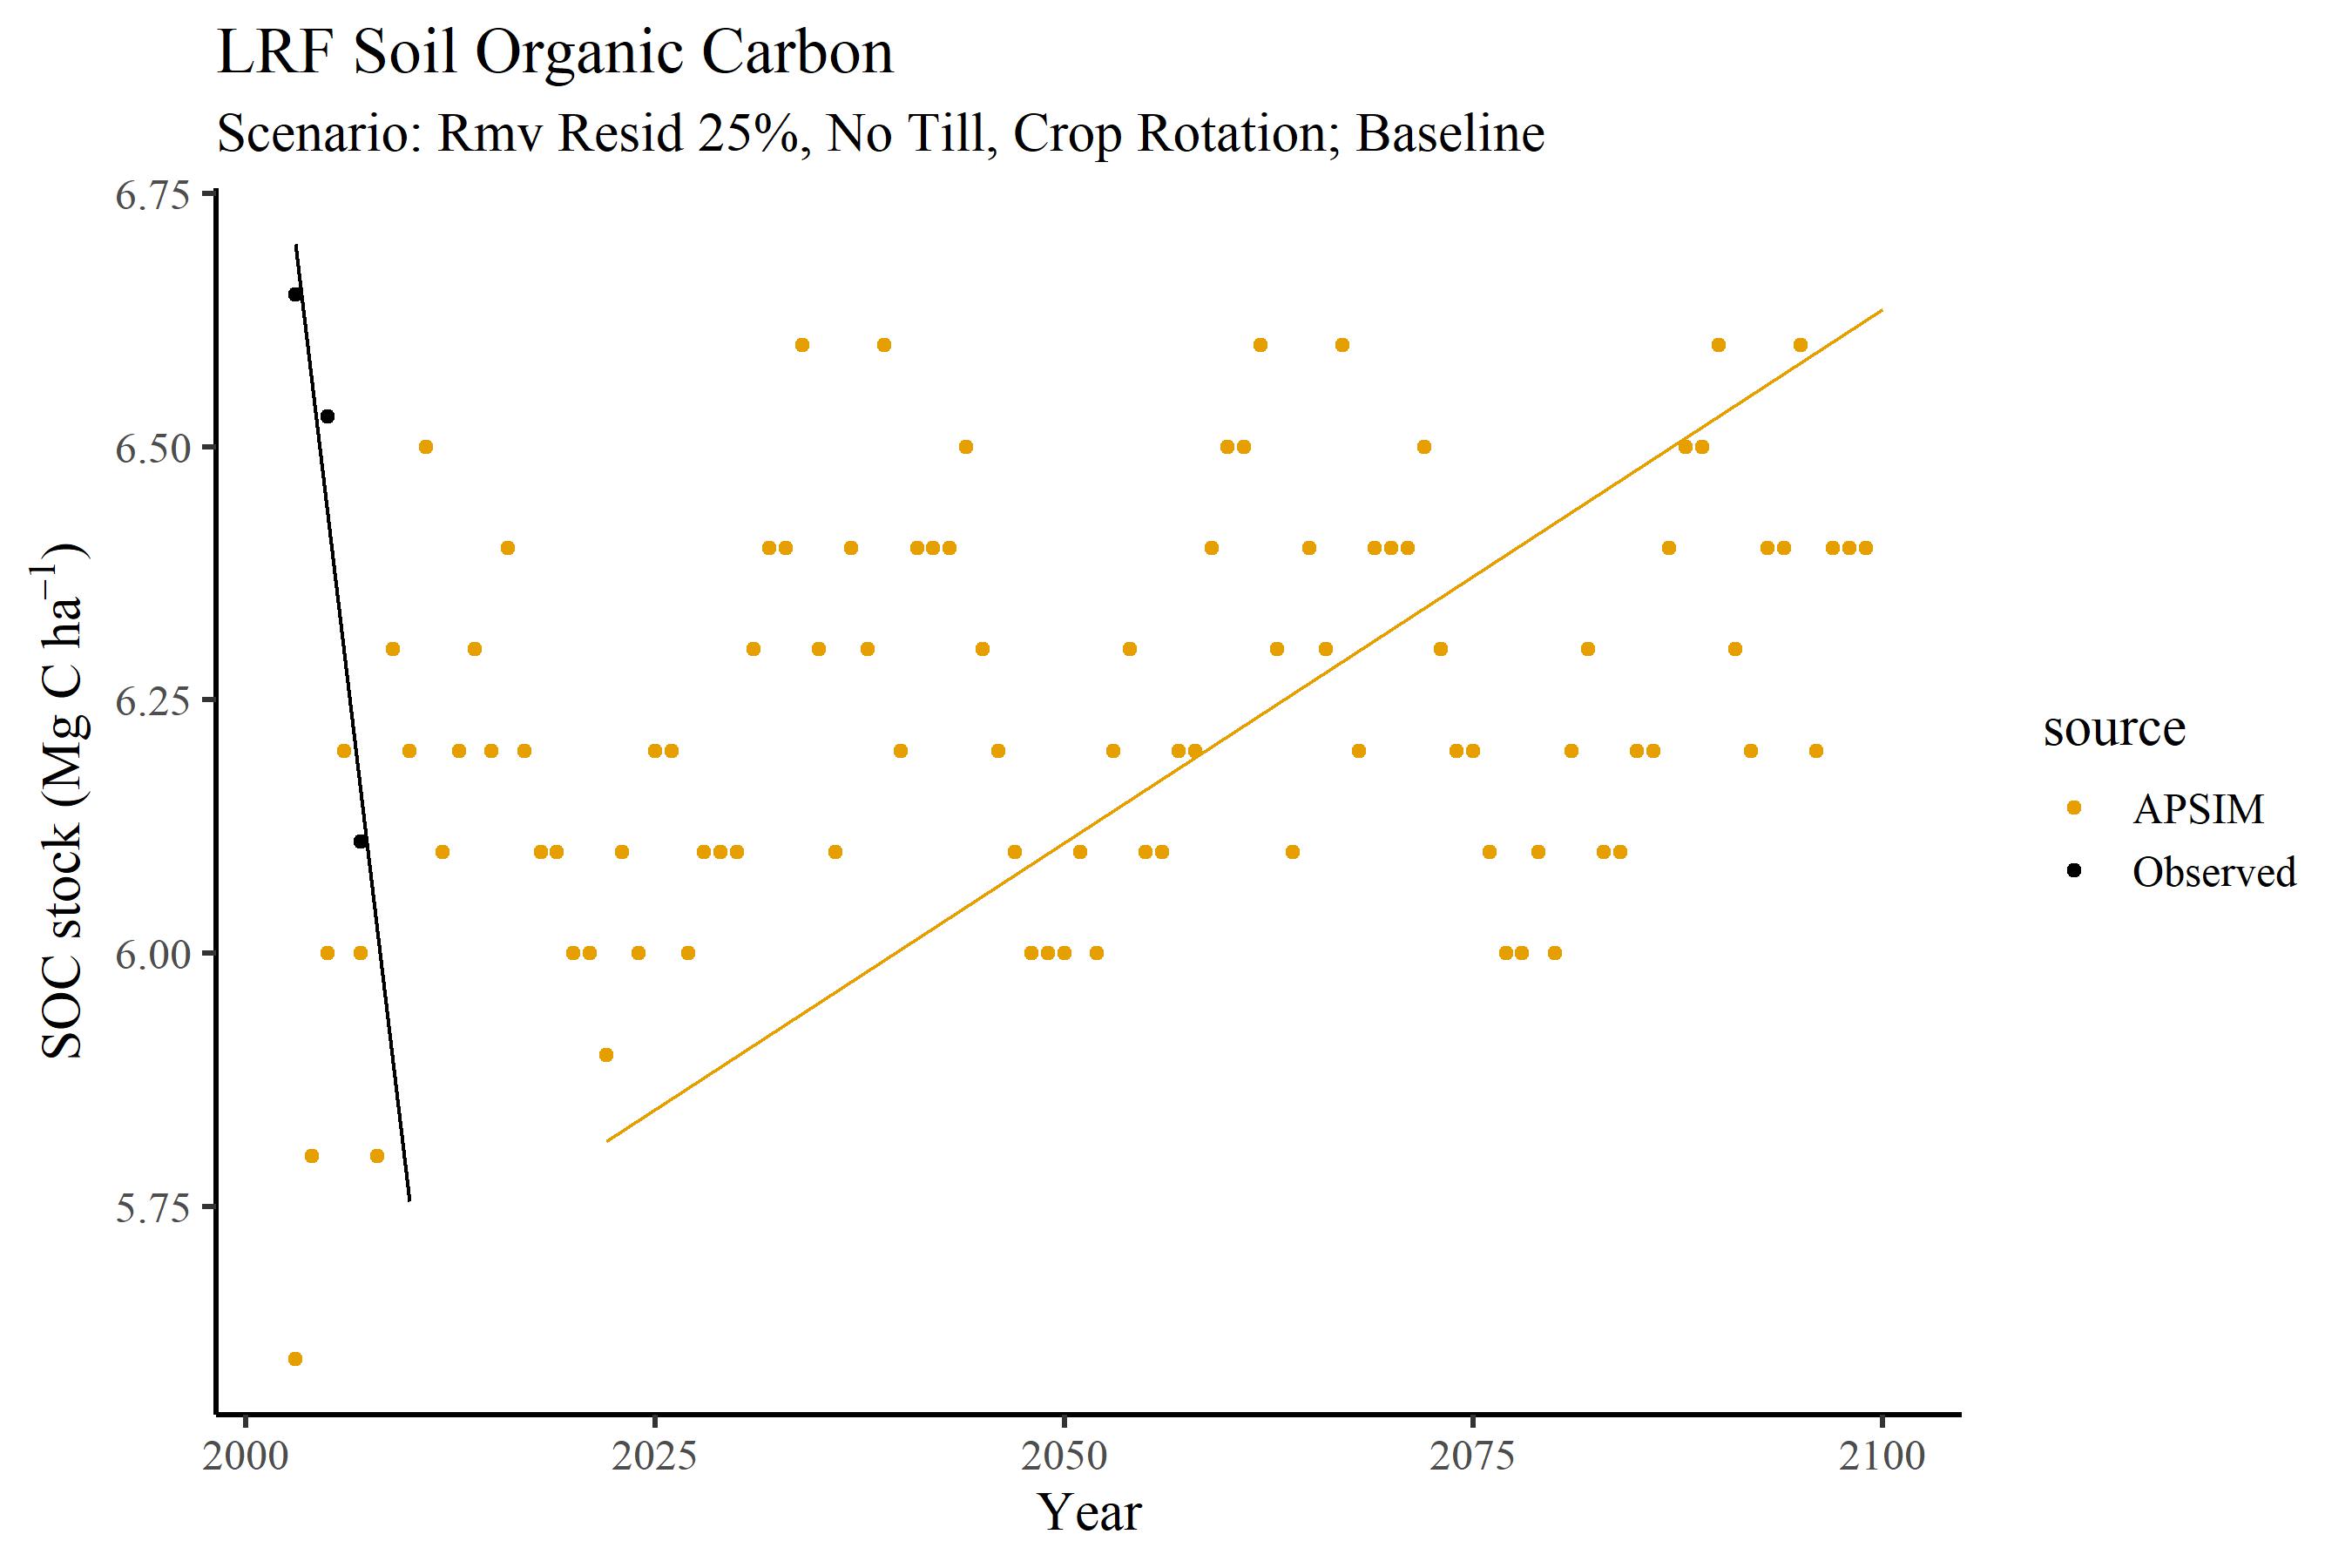 LRF Soil Organic Carbon
Scenario: Rmv Resid 25%, No Till, Crop Rotation; Baseline
SOC stock (Mg C ha⁻¹)
6.75
6.50
6.25
6.00
5.75
2000 2025 2050 2075 2100
Year
source
APSIM
Observed